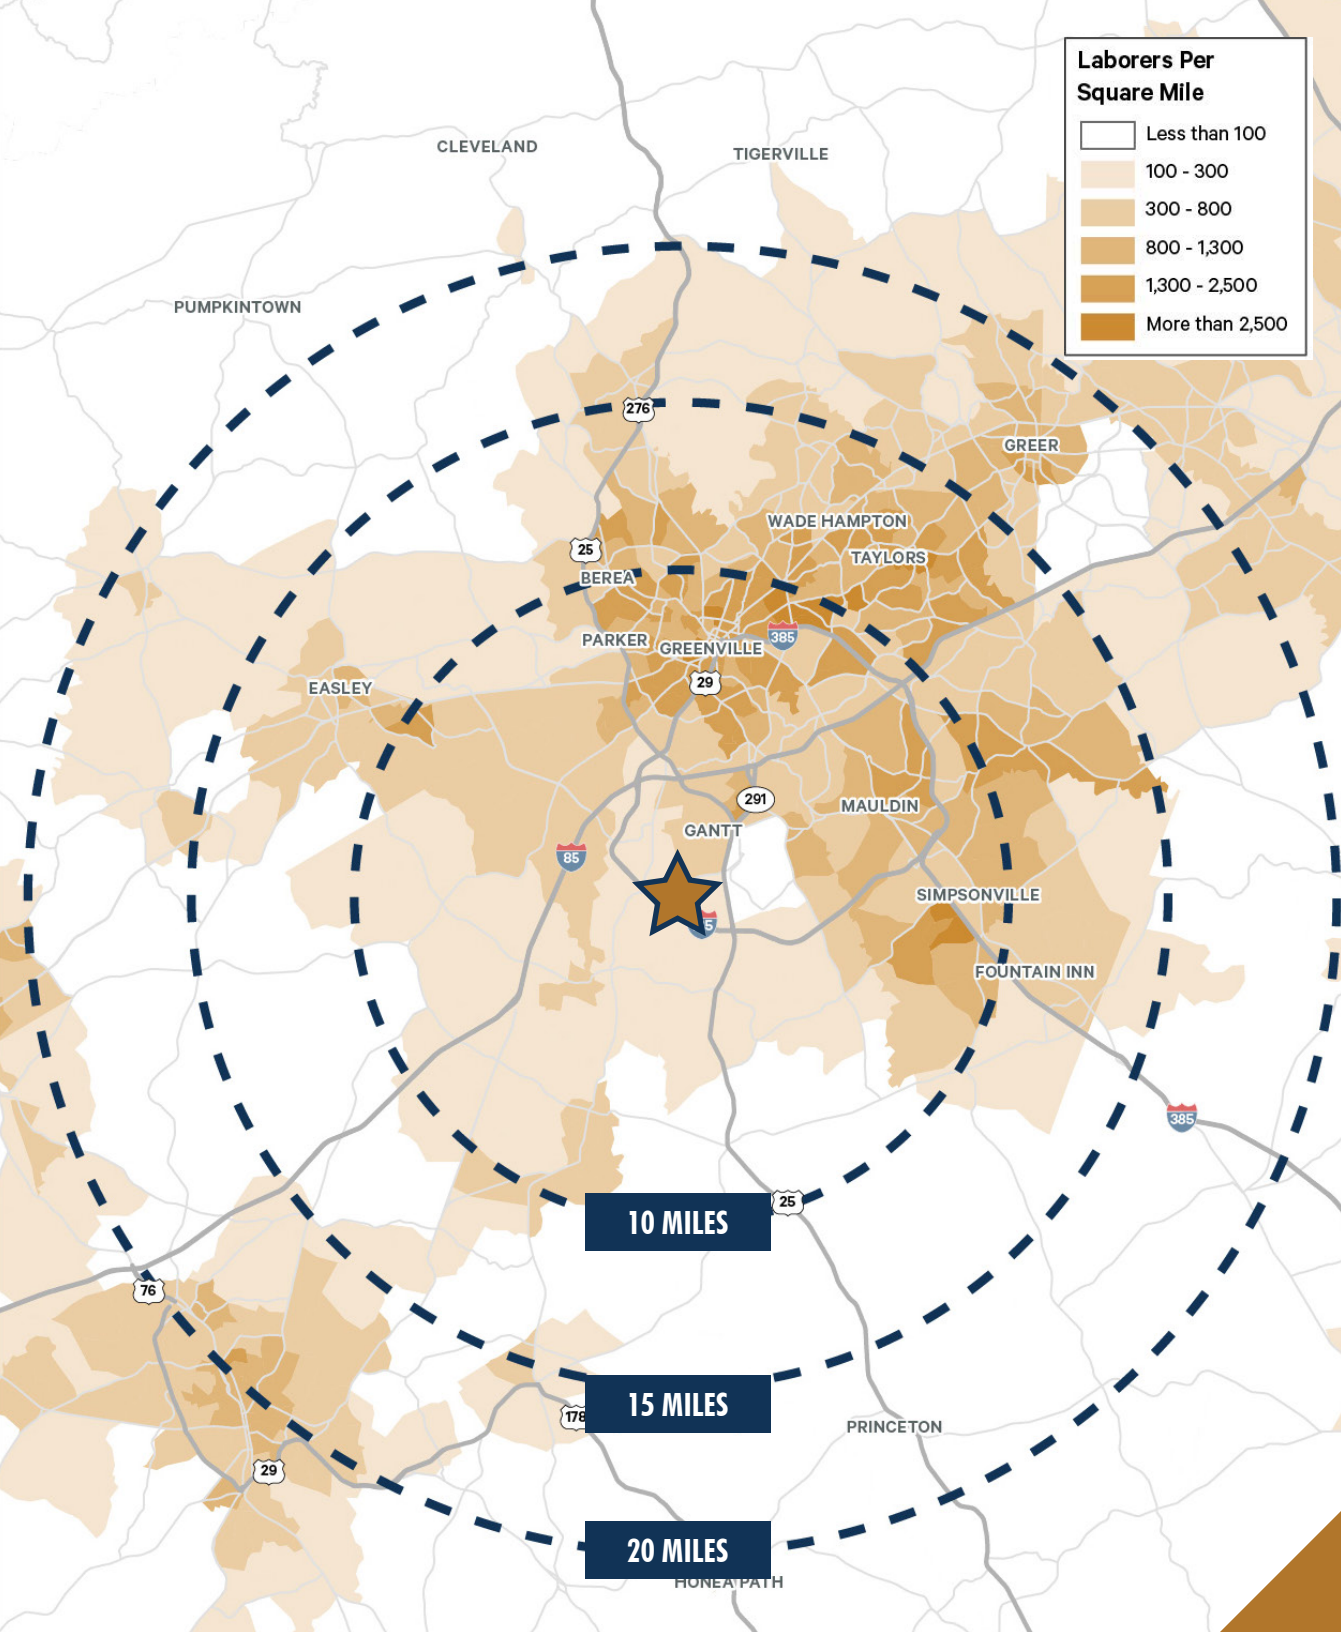 Laborers Per
Square Mile
Less than 100
100 - 300
300 - 800
800 - 1,300
1,300 - 2,500
More than 2,500
CLEVELAND
TIGERVILLE
PUMPKINTOWN
276
GREER
WADE HAMPTON
25
TAYLORS
BEREA
385
PARKER
GREENVILLE
29
EASLEY
291
MAULDIN
GANTT
85
SIMPSONVILLE
5
FOUNTAIN INN
385
25
10 MILES
76
15 MILES
178
PRINCETON
29
20 MILES
HONEA PATH